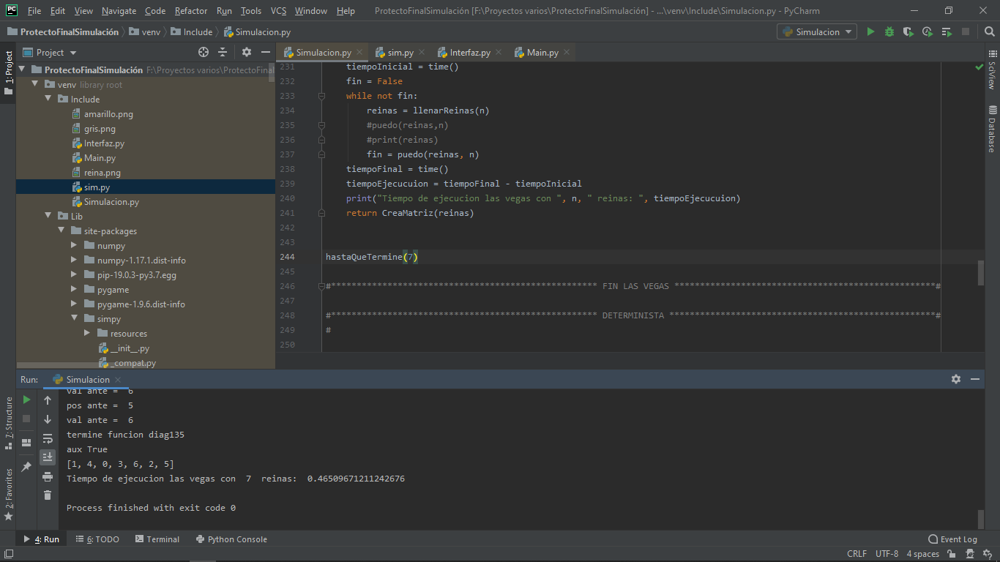 File Edit View Navigate Code Refactor Run Tools VCS Window Help ProtectoFinalSimulación [F:\Proyectos varios\ProtectoFinalSimulación] - ...\venv\Include\Simulacion.py - PyCharm
ProtectoFinalSimulación venv Include Simulacion.py Simulacion
Project Simulacion.py sim.py Interfaz.py Main.py
1: Project
SciView
Database
ProtectoFinalSimulación F:\Proyectos varios\ProtectoFinal
venv library root
Include
amarillo.png
gris.png
Interfaz.py
Main.py
reina.png
sim.py
Simulacion.py
Lib
site-packages
numpy
numpy-1.17.1.dist-info
pip-19.0.3-py3.7.egg
pygame
pygame-1.9.6.dist-info
simpy
resources
__init__.py
_compat.py
231 tiempoInicial = time()
232 fin = False
233 while not fin:
234 reinas = llenarReinas(n)
235 #puedo(reinas,n)
236 #print(reinas)
237 fin = puedo(reinas, n)
238 tiempoFinal = time()
239 tiempoEjecucuion = tiempoFinal - tiempoInicial
240 print("Tiempo de ejecucion las vegas con ", n, " reinas: ", tiempoEjecucuion)
241 return CreaMatriz(reinas)
242
243
244 hastaQueTermine(7)
245
246 #**************************************************** FIN LAS VEGAS ***************************************************#
247
248 #**************************************************** DETERMINISTA ****************************************************#
249 #
250
Run: Simulacion
7: Structure
2: Favorites
val ante =  6
pos ante =  5
val ante =  6
termine funcion diag135
aux True
[1, 4, 0, 3, 6, 2, 5]
Tiempo de ejecucion las vegas con  7  reinas:  0.46509671211242676
Process finished with exit code 0
4: Run 6: TODO Terminal Python Console Event Log
CRLF UTF-8 4 spaces